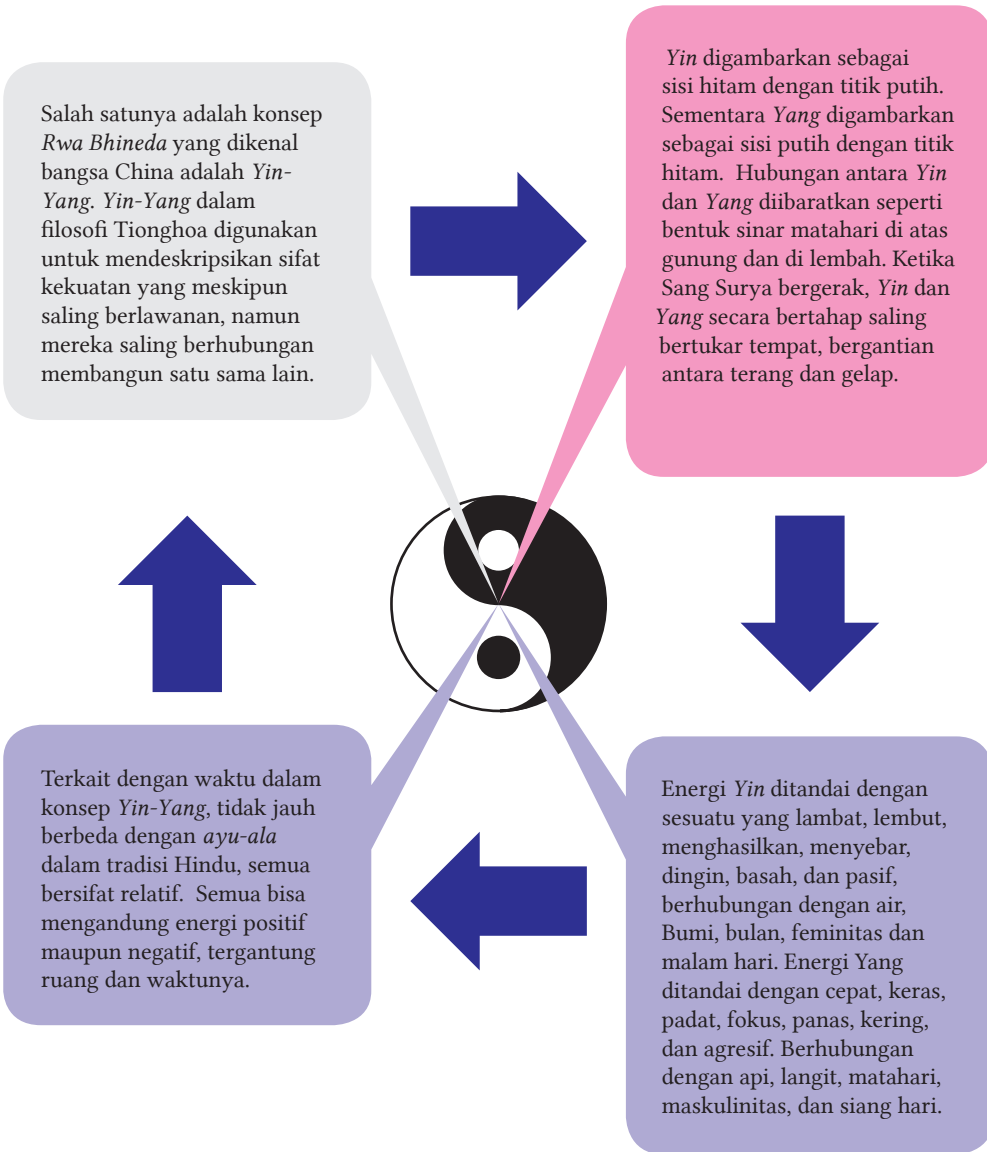 Salah satunya adalah konsep
Rwa Bhineda yang dikenal
bangsa China adalah Yin-
Yang. Yin-Yang dalam
filosofi Tionghoa digunakan
untuk mendeskripsikan sifat
kekuatan yang meskipun
saling berlawanan, namun
mereka saling berhubungan
membangun satu sama lain.
Yin digambarkan sebagai
sisi hitam dengan titik putih.
Sementara Yang digambarkan
sebagai sisi putih dengan titik
hitam.  Hubungan antara Yin
dan Yang diibaratkan seperti
bentuk sinar matahari di atas
gunung dan di lembah. Ketika
Sang Surya bergerak, Yin dan
Yang secara bertahap saling
bertukar tempat, bergantian
antara terang dan gelap.
Energi Yin ditandai dengan
sesuatu yang lambat, lembut,
menghasilkan, menyebar,
dingin, basah, dan pasif,
berhubungan dengan air,
Bumi, bulan, feminitas dan
malam hari. Energi Yang
ditandai dengan cepat, keras,
padat, fokus, panas, kering,
dan agresif. Berhubungan
dengan api, langit, matahari,
maskulinitas, dan siang hari.
Terkait dengan waktu dalam
konsep Yin-Yang, tidak jauh
berbeda dengan ayu-ala
dalam tradisi Hindu, semua
bersifat relatif.  Semua bisa
mengandung energi positif
maupun negatif, tergantung
ruang dan waktunya.